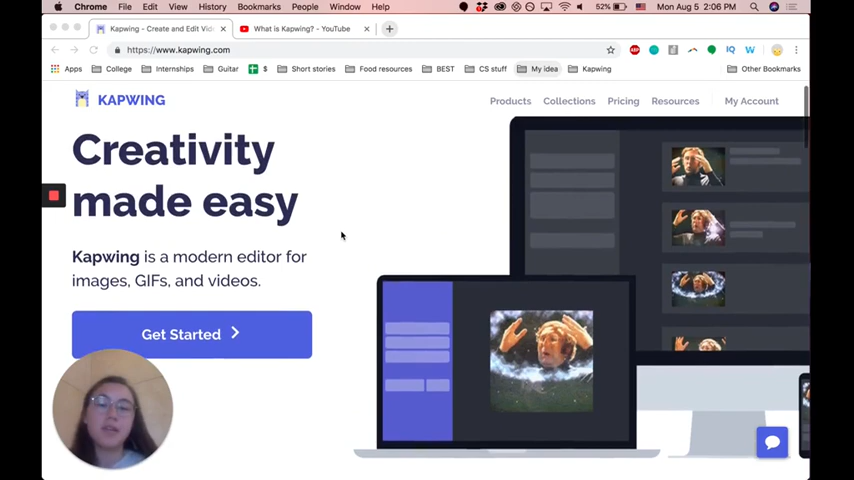 Chrome File Edit View History Bookmarks People Window Help 52% Mon Aug 5 2:06 PM
Kapwing - Create and Edit Vid What is Kapwing? - YouTube
https://www.kapwing.com
Apps College Internships Guitar $ Short stories Food resources BEST CS stuff My idea Kapwing Other Bookmarks
KAPWING Products Collections Pricing Resources My Account
Creativity
made easy
Kapwing is a modern editor for
images, GIFs, and videos.
Get Started